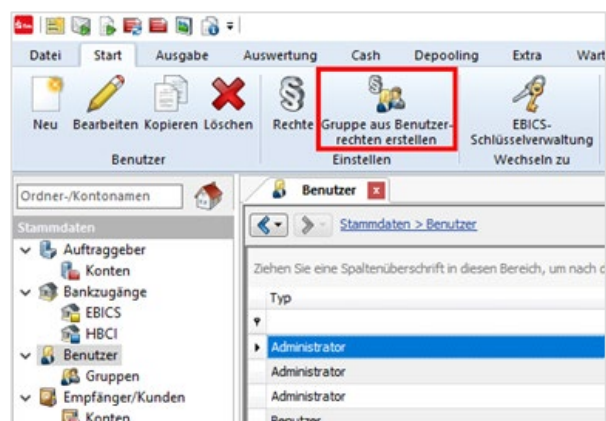 Datei Start Ausgabe Auswertung Cash Depooling Extra Wart
Neu Bearbeiten Kopieren Löschen Rechte Gruppe aus Benutzer-
rechten erstellen
EBICS-
Schlüsselverwaltung
Benutzer Einstellen Wechseln zu
Ordner-/Kontonamen
Stammdaten
Auftraggeber
Konten
Bankzugänge
EBICS
HBCI
Benutzer
Gruppen
Empfänger/Kunden
Konten
Benutzer
Stammdaten > Benutzer
Ziehen Sie eine Spaltenüberschrift in diesen Bereich, um nach d
Typ
Administrator
Administrator
Administrator
Benutzer